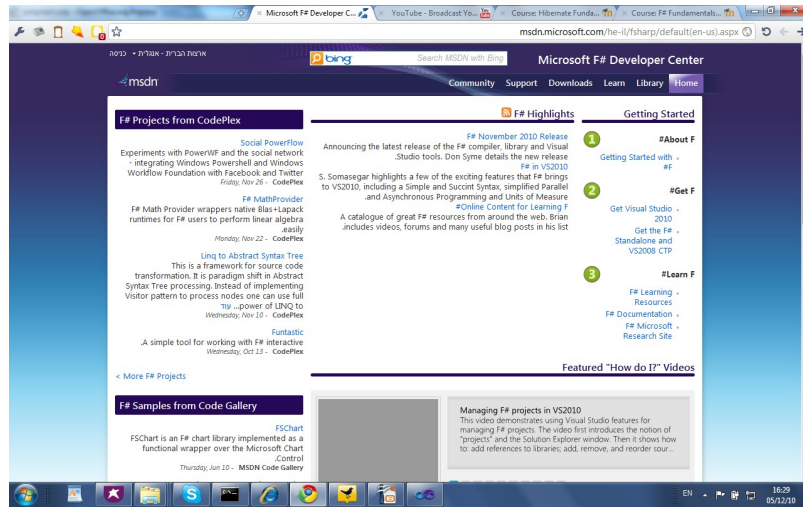 Microsoft F# Developer C...
YouTube - Broadcast Yo...
Course: Hibernate Funda...
Course: F# Fundamentals...
msdn.microsoft.com/he-il/fsharp/default(en-us).aspx
ארצות הברית - אנגלית
כניסה
bing
Search MSDN with Bing
Microsoft F# Developer Center
msdn
Community Support Downloads Learn Library Home
F# Projects from CodePlex
Social PowerFlow
Experiments with PowerWF and the social network
- integrating Windows Powershell and Windows
Workflow Foundation with Facebook and Twitter
Friday, Nov 26 - CodePlex
F# MathProvider
F# Math Provider wrappers native Blas+Lapack
runtimes for F# users to perform linear algebra
.easily
Monday, Nov 22 - CodePlex
Linq to Abstract Syntax Tree
This is a framework for source code
transformation. It is paradigm shift in Abstract
Syntax Tree processing. Instead of implementing
Visitor pattern to process nodes one can use full
עוד ...power of LINQ to
Wednesday, Nov 10 - CodePlex
Funtastic
.A simple tool for working with F# interactive
Wednesday, Oct 13 - CodePlex
< More F# Projects
F# Samples from Code Gallery
FSChart
FSChart is an F# chart library implemented as a
functional wrapper over the Microsoft Chart
.Control
Thursday, Jun 10 - MSDN Code Gallery
F# Highlights
F# November 2010 Release
Announcing the latest release of the F# compiler, library and Visual
.Studio tools. Don Syme details the new release
F# in VS2010
S. Somasegar highlights a few of the exciting features that F# brings
to VS2010, including a Simple and Succint Syntax, simplified Parallel
.and Asynchronous Programming and Units of Measure
#Online Content for Learning F
A catalogue of great F# resources from around the web. Brian
.includes videos, forums and many useful blog posts in his list
Getting Started
1
#About F
Getting Started with
#F
2
#Get F
Get Visual Studio
2010
Get the F#
Standalone and
VS2008 CTP
3
#Learn F
F# Learning
Resources
F# Documentation
F# Microsoft
Research Site
Featured "How do I?" Videos
Managing F# projects in VS2010
This video demonstrates using Visual Studio features for
managing F# projects. The video first introduces the notion of
"projects" and the Solution Explorer window. Then it shows how
to: add references to libraries; add, remove, and reorder sour...
EN
16:29
05/12/10